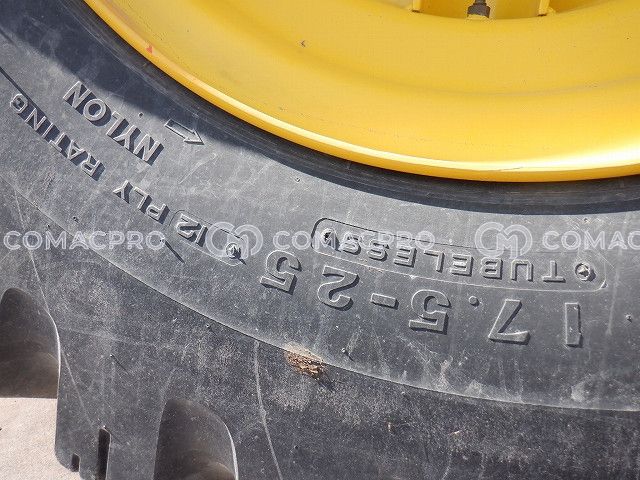 NYLON
12 PLY RATING
TUBELESS
17.5-25
COMACPRO
COMACPRO
COMACPRO